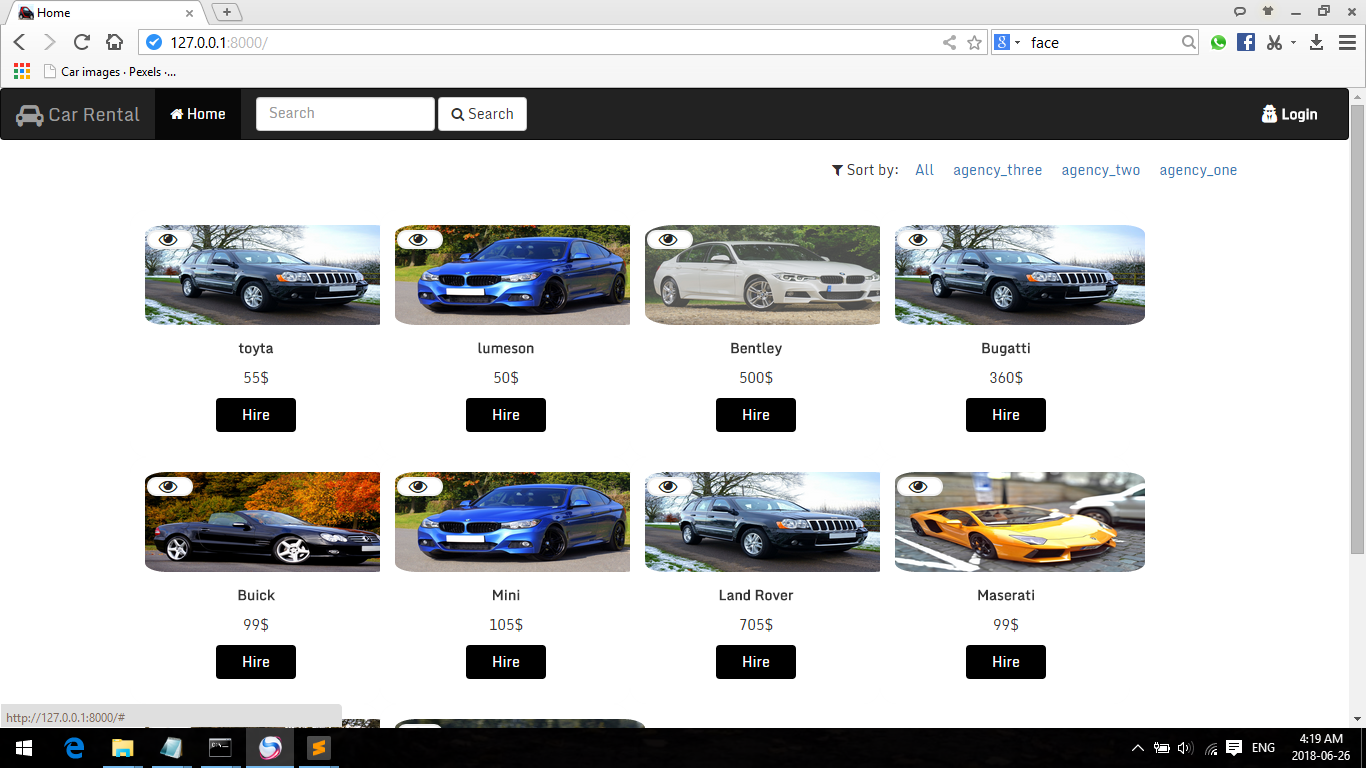 Home
127.0.0.1:8000/
face
Car images · Pexels ·...
Car Rental
Home
Search
Search
LogIn
Sort by: All agency_three agency_two agency_one
toyta
lumeson
Bentley
Bugatti
55$
50$
500$
360$
Hire
Hire
Hire
Hire
Buick
Mini
Land Rover
Maserati
99$
105$
705$
99$
Hire
Hire
Hire
Hire
http://127.0.0.1:8000/#
ENG
4:19 AM
2018-06-26